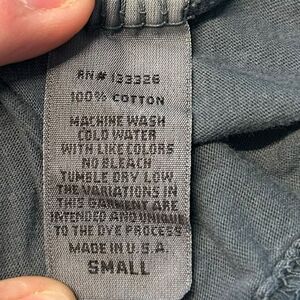 RN# 133326
100% COTTON
MACHINE WASH
COLD WATER
WITH LIKE COLORS
NO BLEACH
TUMBLE DRY LOW
THE VARIATIONS IN
THIS GARMENT ARE
INTENDED AND UNIQUE
TO THE DYE PROCESS
MADE IN U.S.A.
SMALL